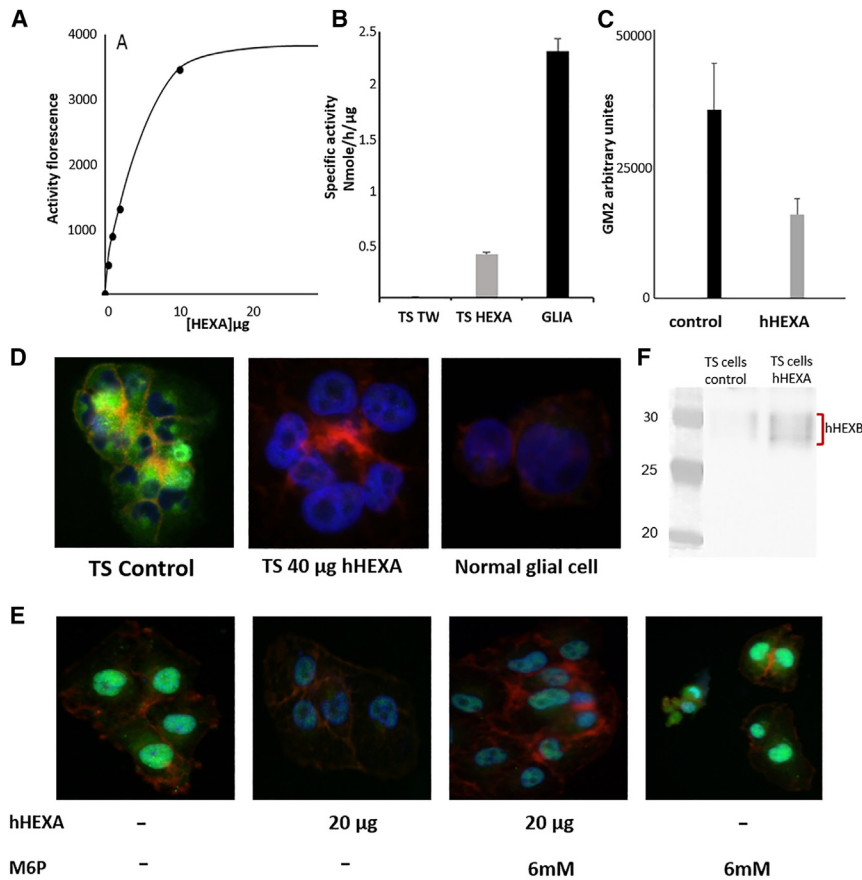 A
B
C
A
4000
3000
2000
1000
Activity florescence
0
10
20
[HEXA]µg
2.5
2
1.5
1
0.5
Specific activity
Nmole/h/µg
TS TW
TS HEXA
GLIA
50000
25000
0
GM2 arbitrary unites
control
hHEXA
D
TS Control
TS 40 µg hHEXA
Normal glial cell
F
TS cells
control
TS cells
hHEXA
30
25
20
hHEXB
E
hHEXA
–
20 µg
20 µg
–
M6P
–
–
6mM
6mM